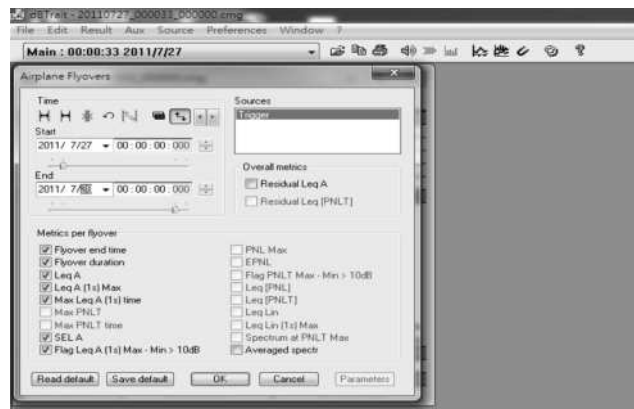 dBTrait - 20110727_000033_000000.cmg
File Edit Result Aux Source Preferences Window ?
Main : 00:00:33 2011/7/27
Airplane Flyovers
Time
Sources
Trigger
Start
2011/ 7/27 00:00:00:000
End
2011/ 7/30 00:00:00:000
Overall metrics
Residual Leq A
Residual Leq [PNLT]
Metrics per flyover
Flyover end time
Flyover duration
Leq A
Leq A (1s) Max
Max Leq A (1s) time
Max PNLT
Max PNLT time
SEL A
Flag Leq A (1s) Max - Min > 10dB
PNL Max
EPNL
Flag PNLT Max - Min > 10dB
Leq [PNL]
Leq [PNLT]
Leq Lin
Leq Lin (1s) Max
Spectrum at PNLT Max
Averaged spectr
Read default Save default OK Cancel Parameters